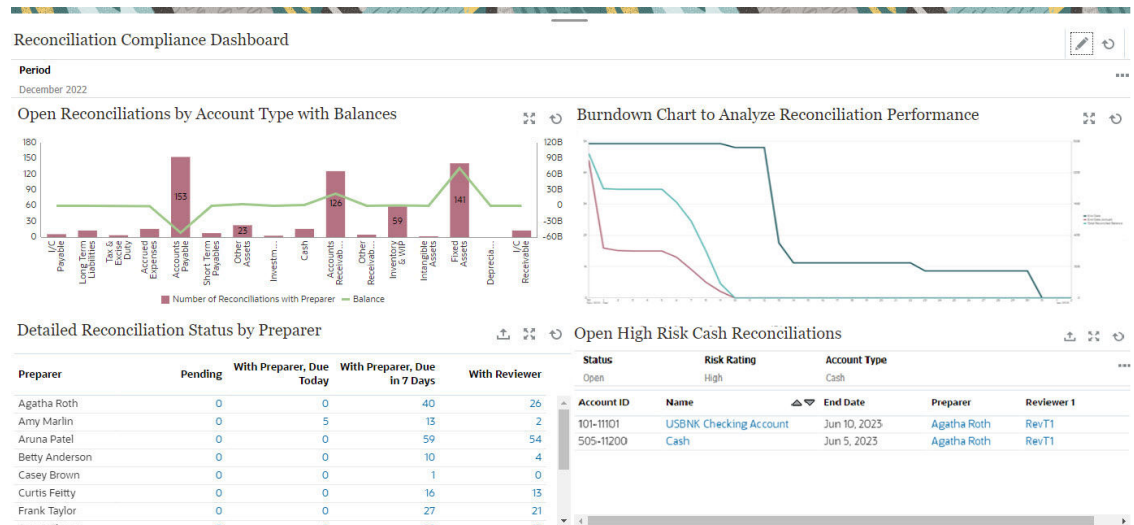 Reconciliation Compliance Dashboard
Period
December 2022
Open Reconciliations by Account Type with Balances
180
150
120
90
60
30
0
120B
90B
60B
30B
0
-30B
-60B
153
23
126
59
141
I/C Payable
Long Term Liabilities
Tax & Excise Duty
Accrued Expenses
Accounts Payable
Short Term Payables
Other Assets
Investm...
Cash
Accounts Receivab...
Other Receivab...
Inventory & WIP
Intangible Assets
Fixed Assets
Deprecia...
I/C Receivable
Number of Reconciliations with Preparer
Balance
Burndown Chart to Analyze Reconciliation Performance
Detailed Reconciliation Status by Preparer
Preparer Pending With Preparer, Due Today With Preparer, Due in 7 Days With Reviewer
Agatha Roth 0 0 40 26
Amy Marlin 0 5 13 2
Aruna Patel 0 0 59 54
Betty Anderson 0 0 10 4
Casey Brown 0 0 1 0
Curtis Feitty 0 0 16 13
Frank Taylor 0 0 27 21
Open High Risk Cash Reconciliations
Status Risk Rating Account Type
Open High Cash
Account ID Name End Date Preparer Reviewer 1
101-11101 USBNK Checking Account Jun 10, 2023 Agatha Roth RevT1
505-11200 Cash Jun 5, 2023 Agatha Roth RevT1